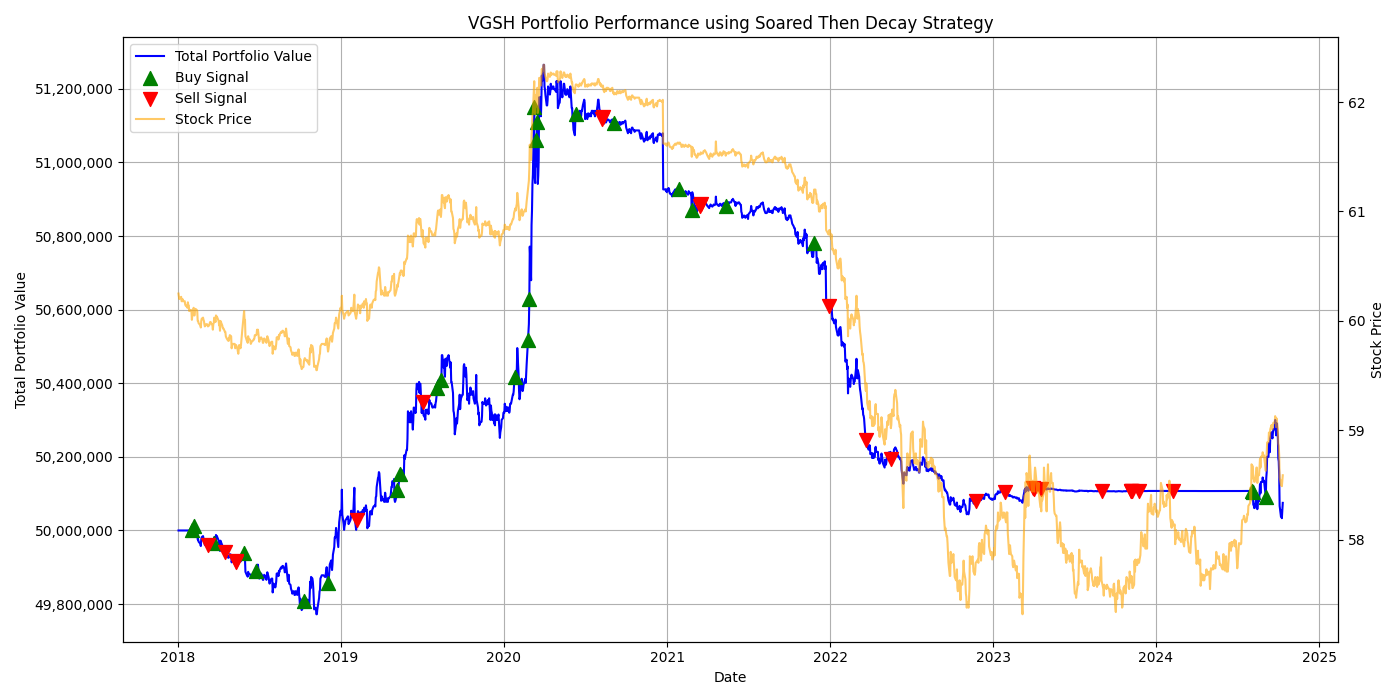 VGSH Portfolio Performance using Soared Then Decay Strategy
Total Portfolio Value
Buy Signal
Sell Signal
Stock Price
51,200,000
51,000,000
50,800,000
50,600,000
50,400,000
50,200,000
50,000,000
49,800,000
Total Portfolio Value
62
61
60
59
58
Stock Price
2018
2019
2020
2021
2022
2023
2024
2025
Date